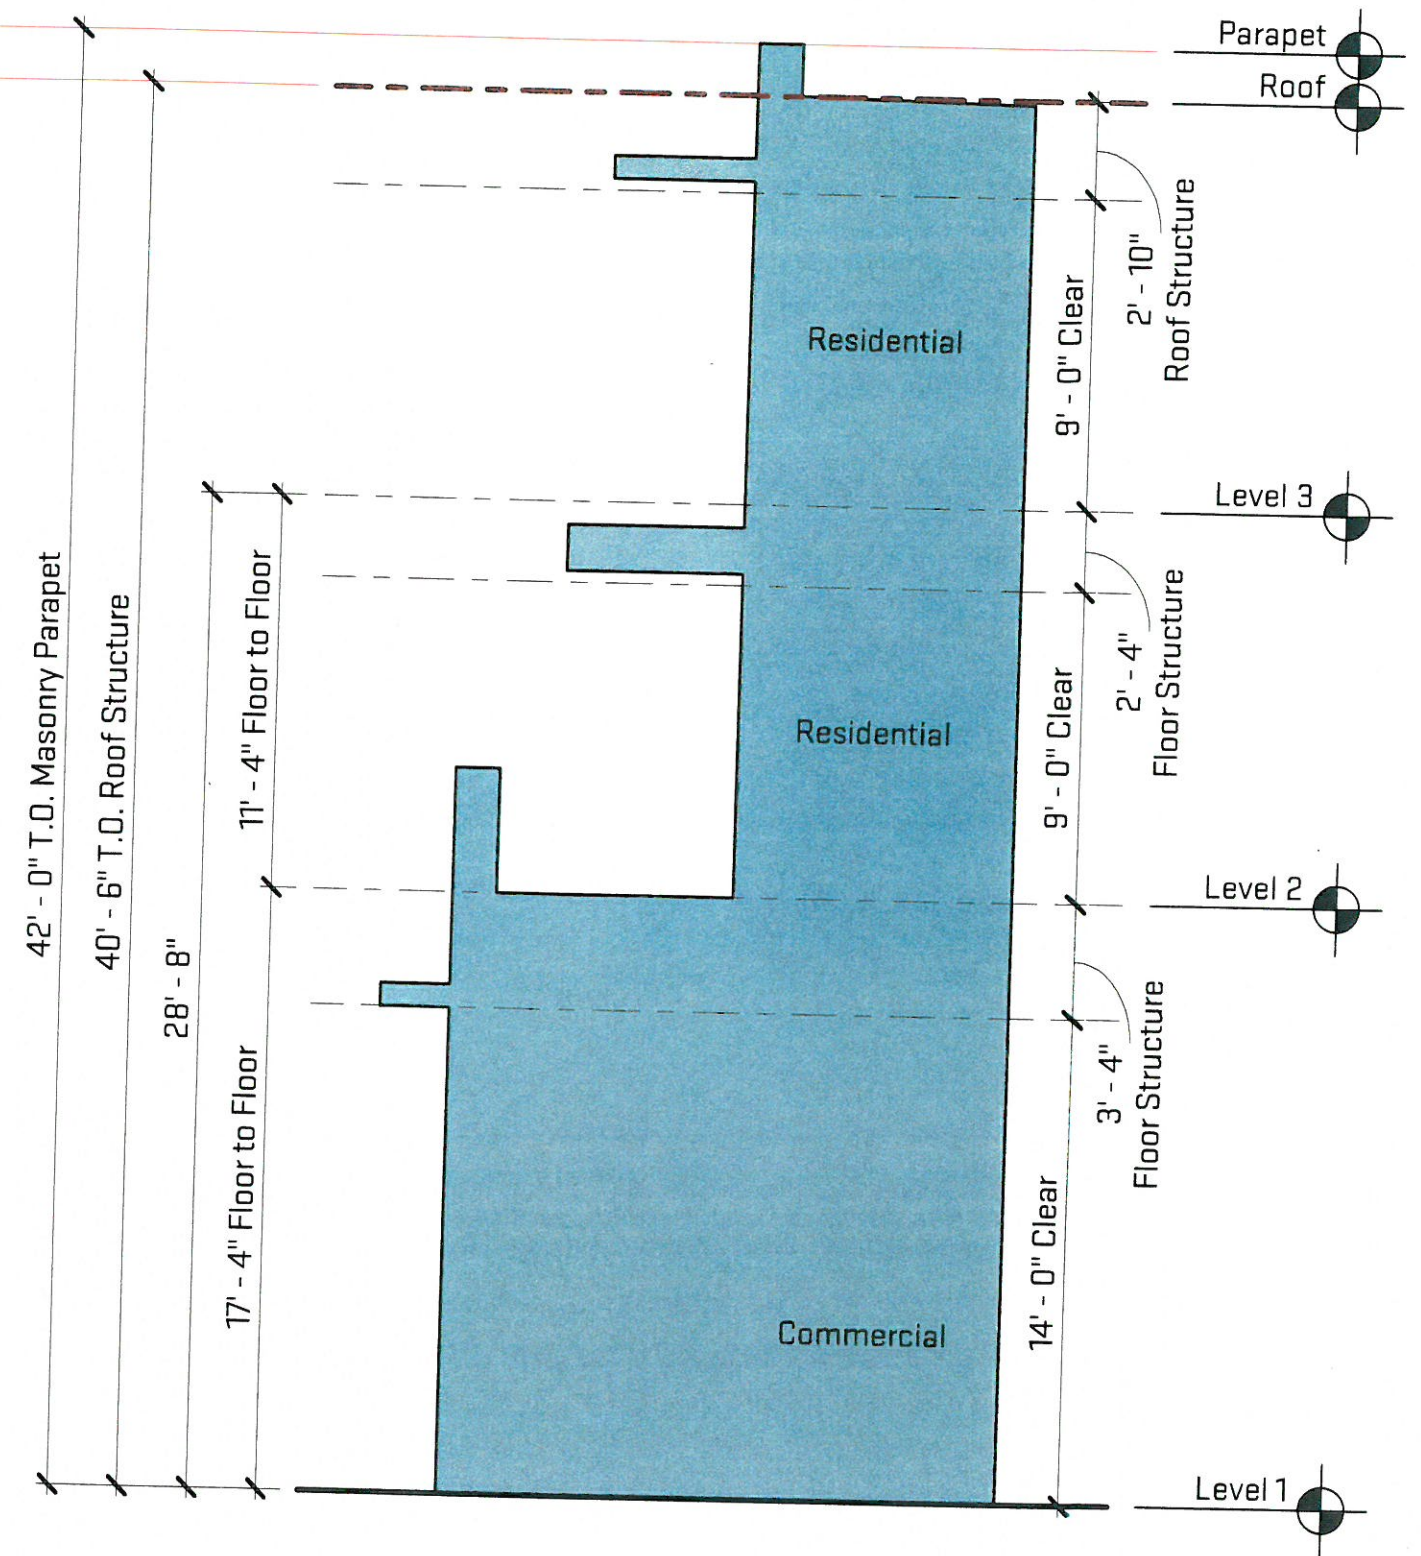 Parapet
Roof
2' - 10"
Roof Structure
9' - 0" Clear
Residential
Level 3
42' - 0" T.O. Masonry Parapet
40' - 6" T.O. Roof Structure
11' - 4" Floor to Floor
2' - 4"
Floor Structure
9' - 0" Clear
Residential
Level 2
28' - 8"
3' - 4"
Floor Structure
17' - 4" Floor to Floor
14' - 0" Clear
Commercial
Level 1